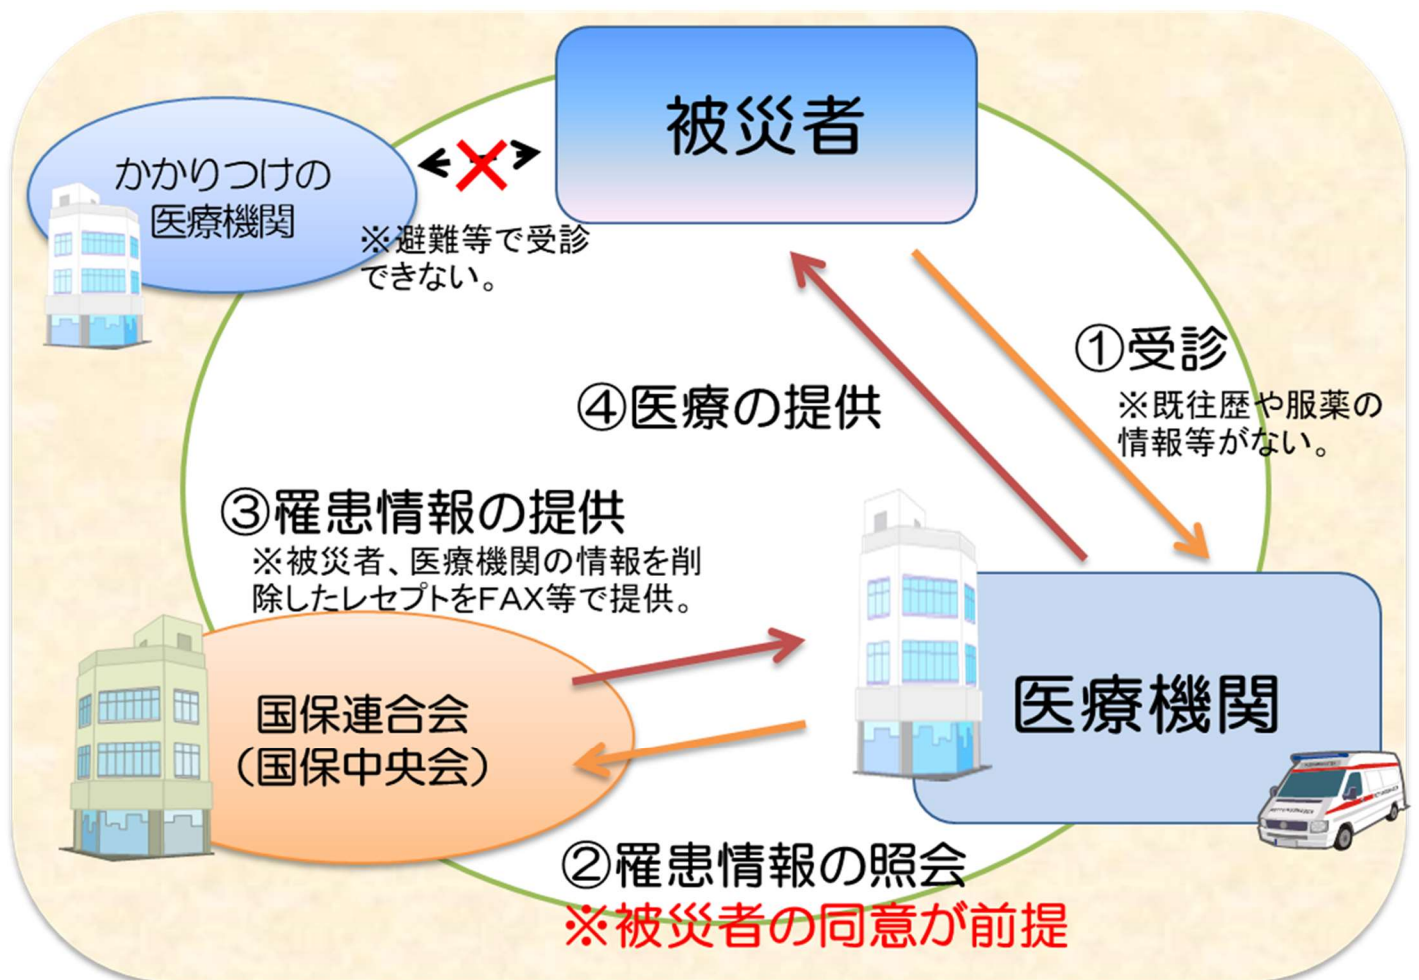 被災者
かかりつけの
医療機関
※避難等で受診
できない。
①受診
※既往歴や服薬の
情報等がない。
④医療の提供
③罹患情報の提供
※被災者、医療機関の情報を削
除したレセプトをFAX等で提供。
国保連合会
（国保中央会）
医療機関
②罹患情報の照会
※被災者の同意が前提